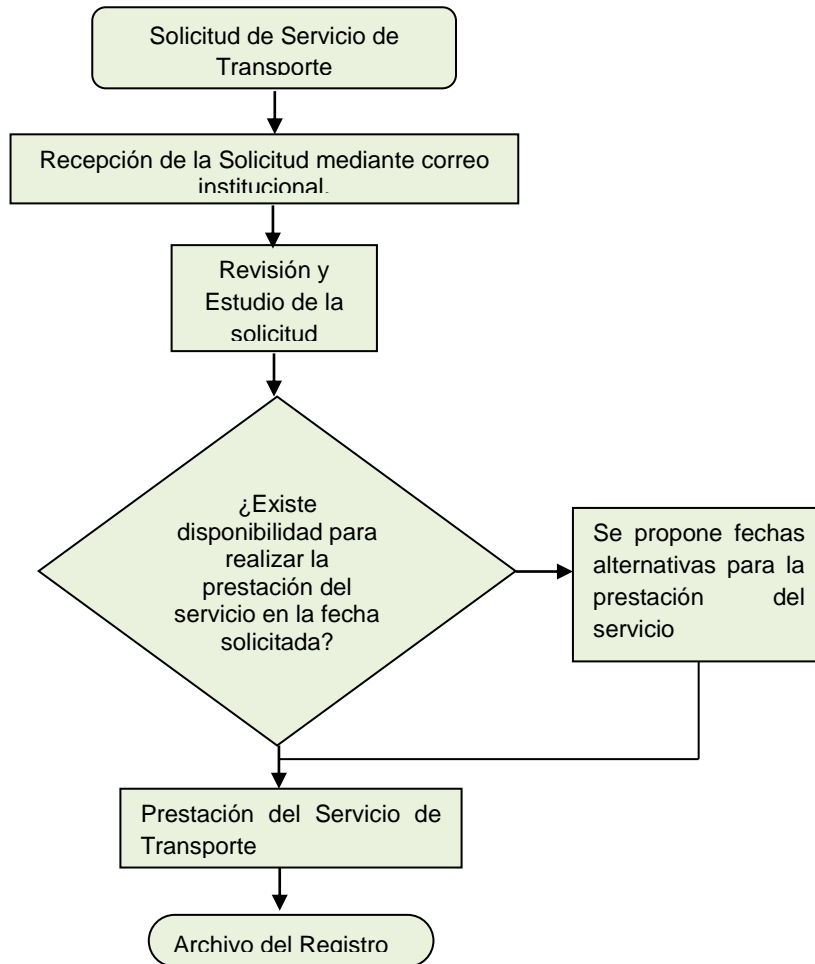 Solicitud de Servicio de
Transporte
Recepción de la Solicitud mediante correo
institucional.
Revisión y
Estudio de la
solicitud
¿Existe
disponibilidad para
realizar la
prestación del
servicio en la fecha
solicitada?
Se propone fechas
alternativas para la
prestación del
servicio
Prestación del Servicio de
Transporte
Archivo del Registro